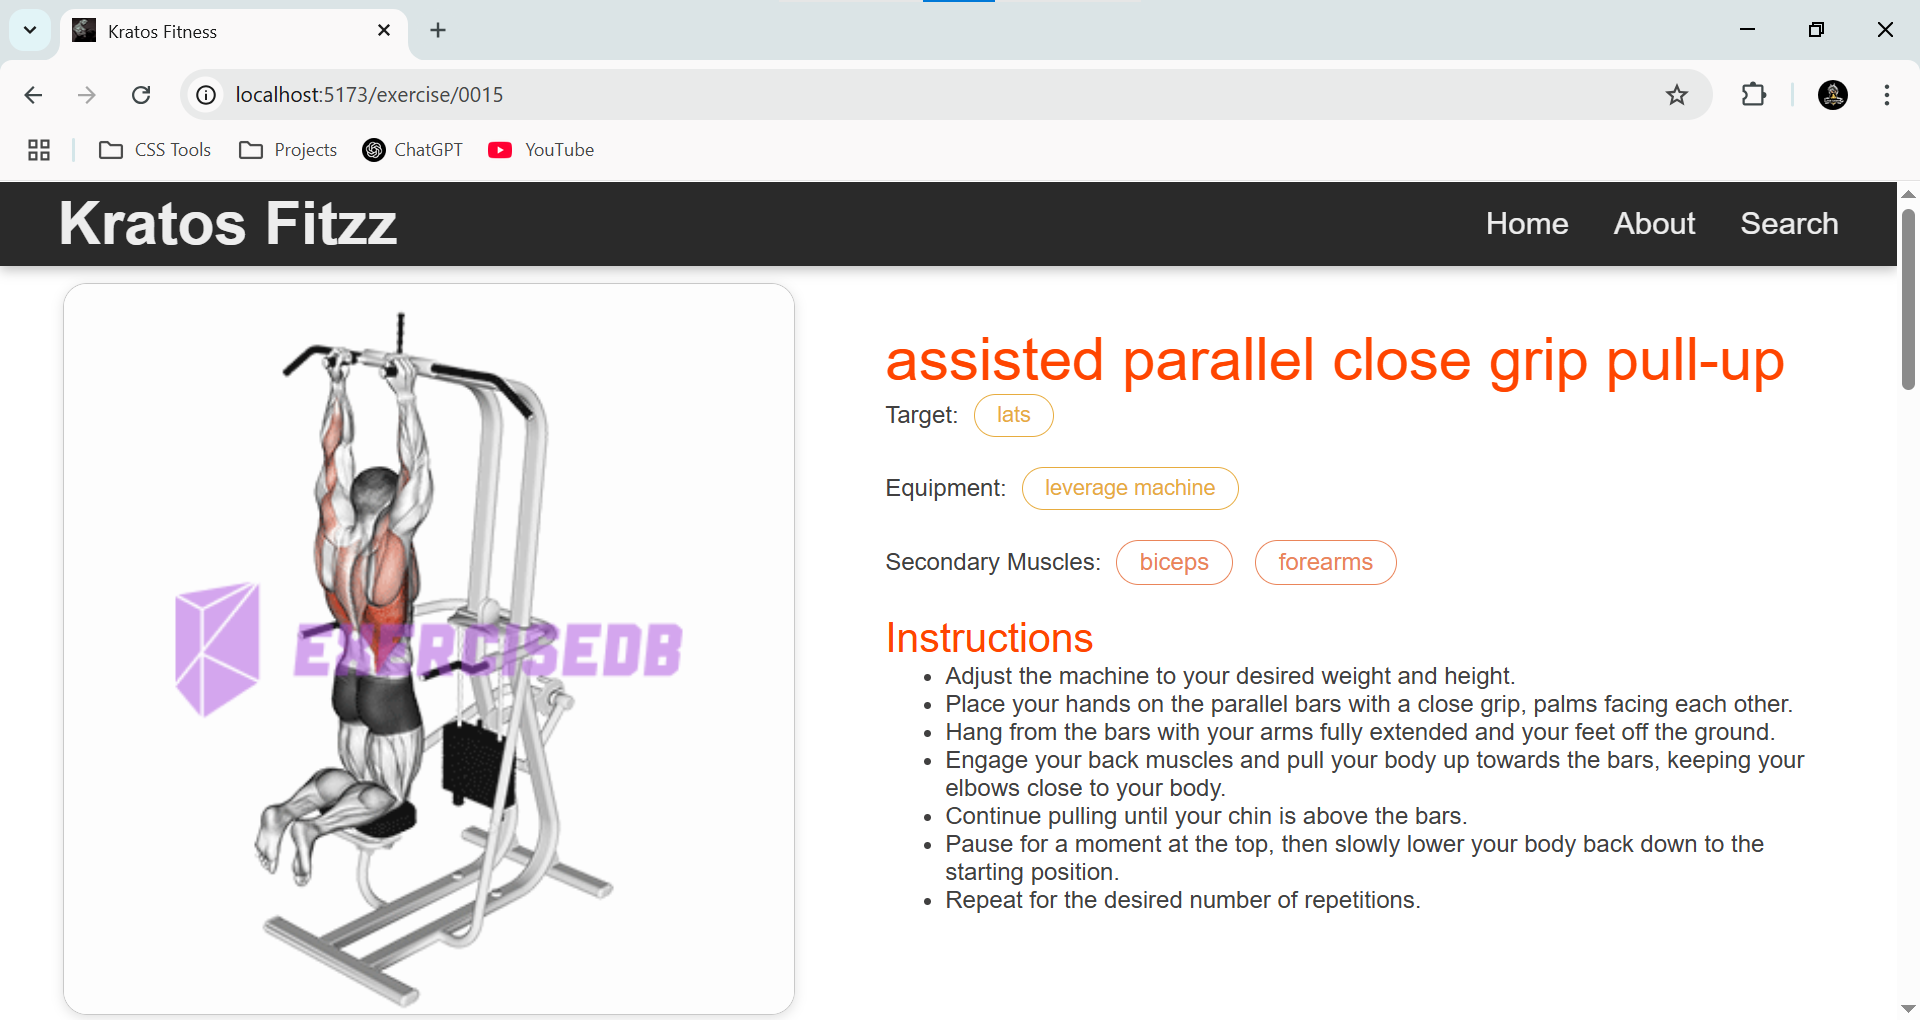 Kratos Fitness
localhost:5173/exercise/0015
CSS Tools Projects ChatGPT YouTube
Kratos Fitzz Home About Search
EXERCISEDB
assisted parallel close grip pull-up
Target: lats
Equipment: leverage machine
Secondary Muscles: biceps forearms
Instructions
• Adjust the machine to your desired weight and height.
• Place your hands on the parallel bars with a close grip, palms facing each other.
• Hang from the bars with your arms fully extended and your feet off the ground.
• Engage your back muscles and pull your body up towards the bars, keeping your
elbows close to your body.
• Continue pulling until your chin is above the bars.
• Pause for a moment at the top, then slowly lower your body back down to the
starting position.
• Repeat for the desired number of repetitions.